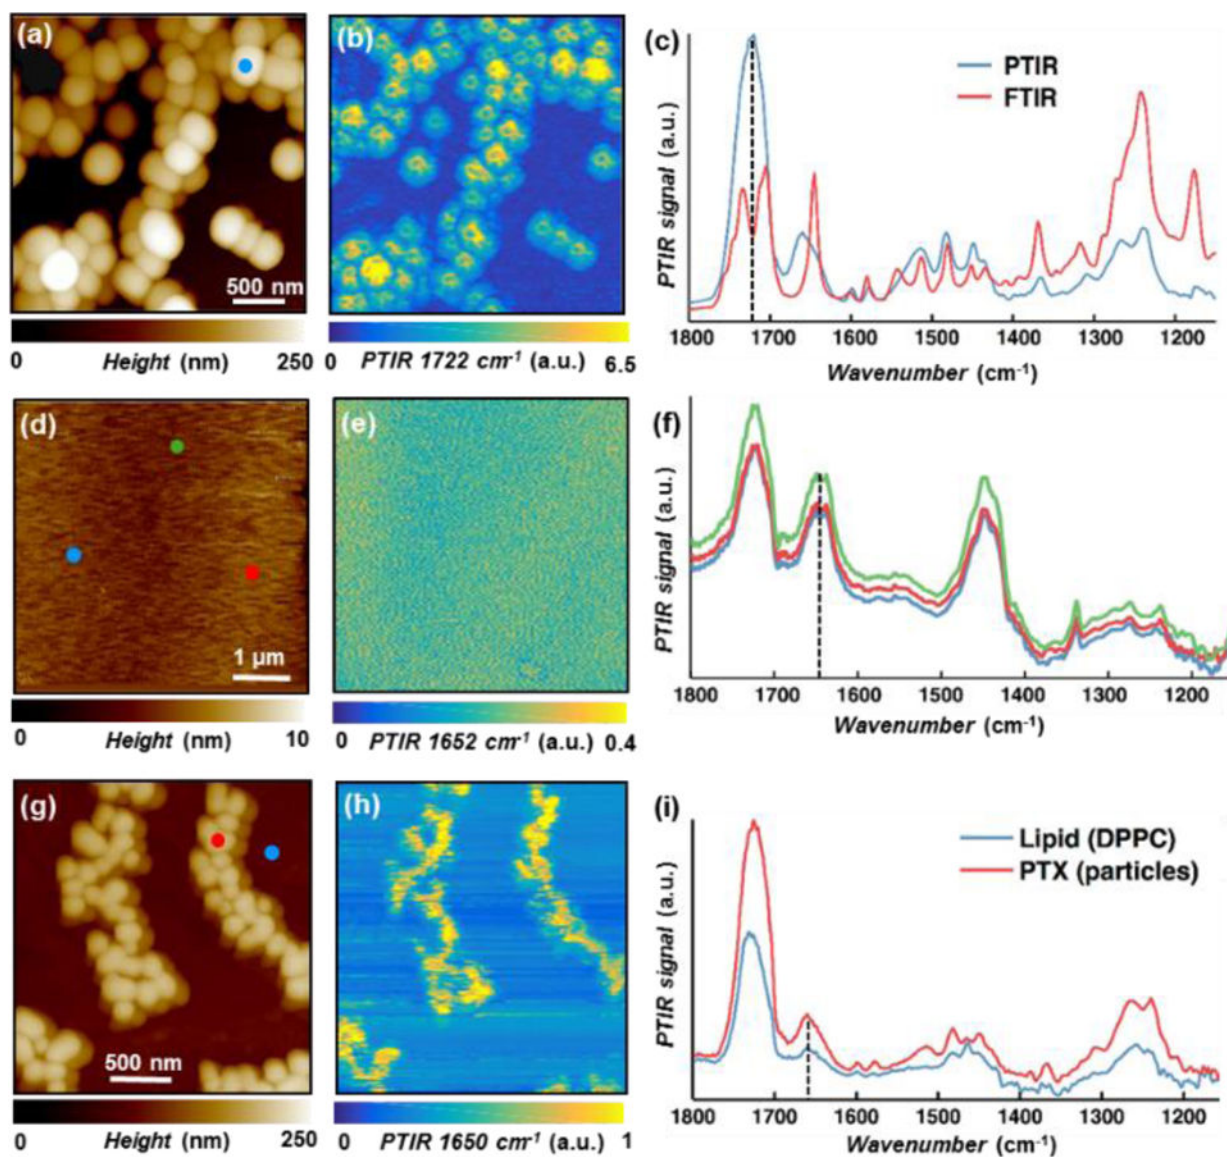 (a)
500 nm
0 Height (nm) 250
(b)
0 PTIR 1722 cm⁻¹ (a.u.) 6.5
(c)
PTIR
FTIR
PTIR signal (a.u.)
1800 1700 1600 1500 1400 1300 1200
Wavenumber (cm⁻¹)
(d)
1 µm
0 Height (nm) 10
(e)
0 PTIR 1652 cm⁻¹ (a.u.) 0.4
(f)
PTIR signal (a.u.)
1800 1700 1600 1500 1400 1300 1200
Wavenumber (cm⁻¹)
(g)
500 nm
0 Height (nm) 250
(h)
0 PTIR 1650 cm⁻¹ (a.u.) 1
(i)
Lipid (DPPC)
PTX (particles)
PTIR signal (a.u.)
1800 1700 1600 1500 1400 1300 1200
Wavenumber (cm⁻¹)